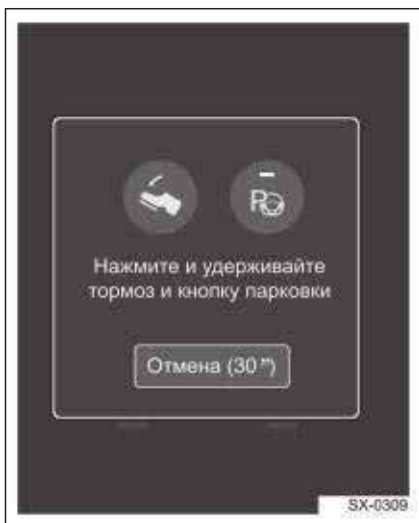 P
Нажмите и удерживайте
тормоз и кнопку парковки
Отмена (30")
SX-0309